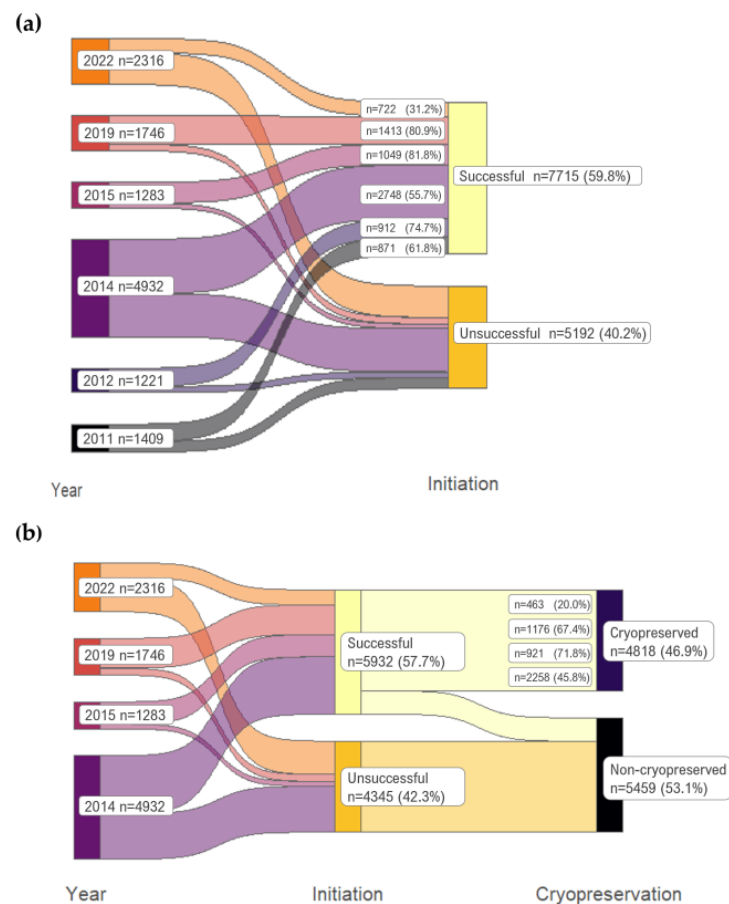 (a)
2022 n=2316
2019 n=1746
2015 n=1283
2014 n=4932
2012 n=1221
2011 n=1409
n=722 (31.2%)
n=1413 (80.9%)
n=1049 (81.8%)
n=2748 (55.7%)
n=912 (74.7%)
n=871 (61.8%)
Successful n=7715 (59.8%)
Unsuccessful n=5192 (40.2%)
Year
Initiation
(b)
2022 n=2316
2019 n=1746
2015 n=1283
2014 n=4932
Successful
n=5932 (57.7%)
Unsuccessful
n=4345 (42.3%)
n=463 (20.0%)
n=1176 (67.4%)
n=921 (71.8%)
n=2258 (45.8%)
Cryopreserved
n=4818 (46.9%)
Non-cryopreserved
n=5459 (53.1%)
Year
Initiation
Cryopreservation